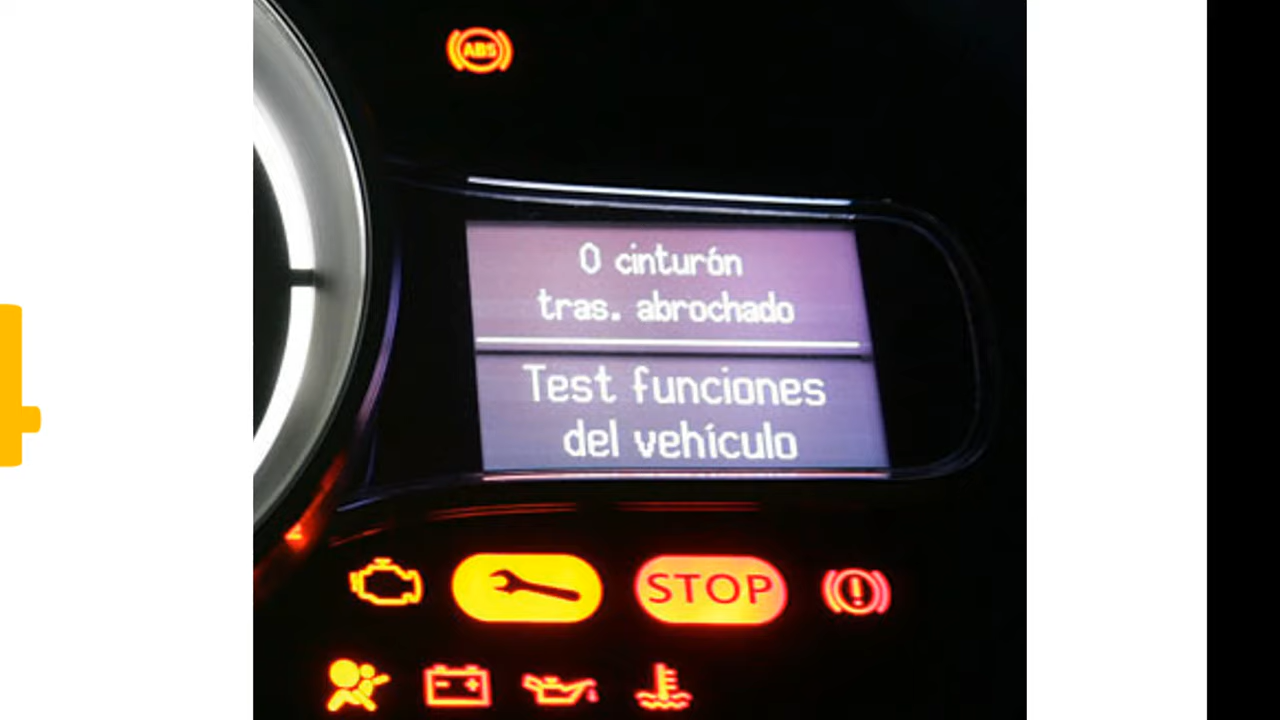 ABS
0 cinturón
tras. abrochado
Test funciones
del vehículo
STOP